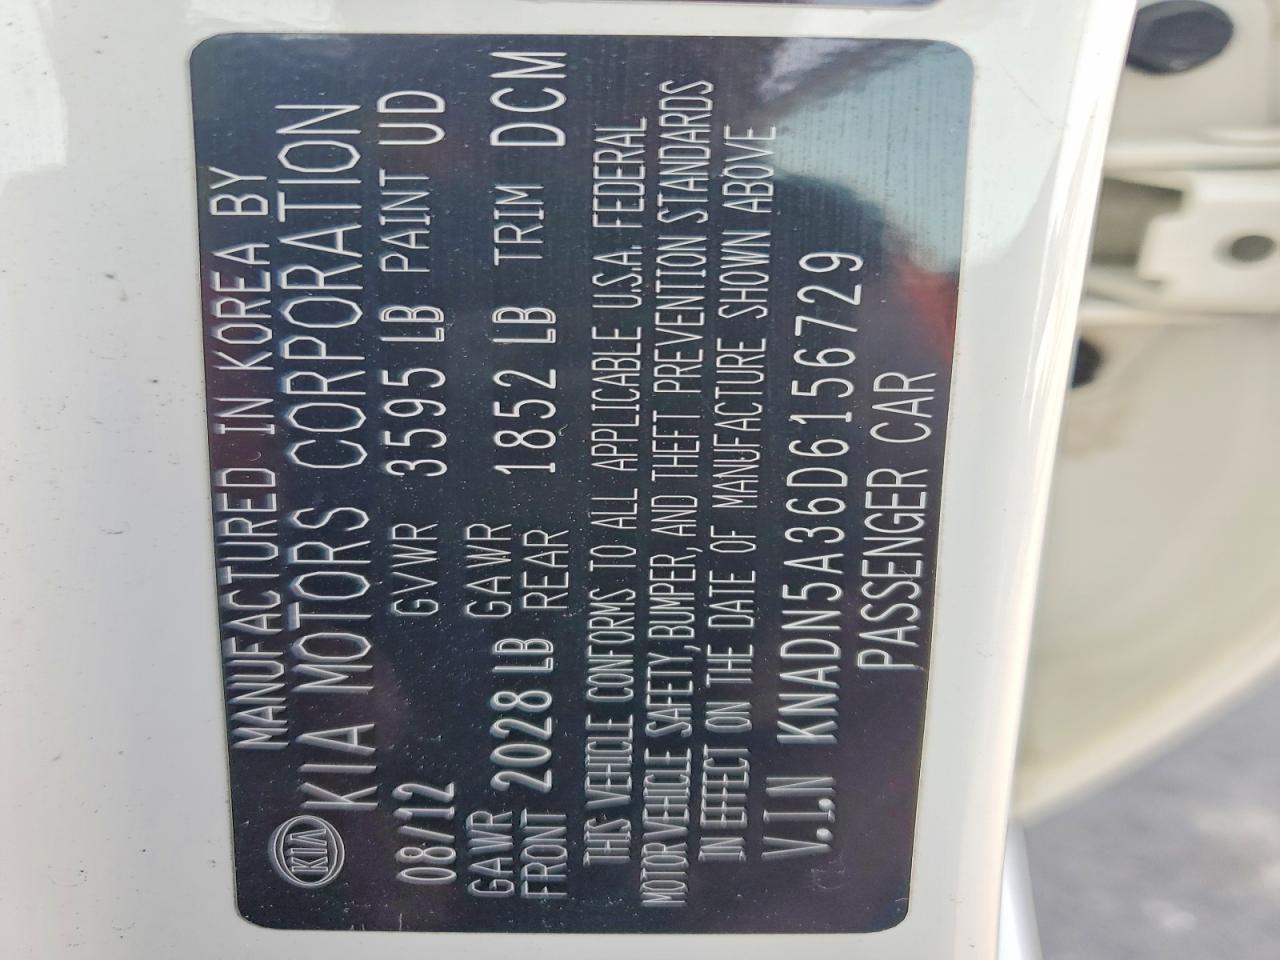 MANUFACTURED IN KOREA BY
KIA KIA MOTORS CORPORATION
08/12 GVWR 3595 LB PAINT UD
GAWR FRONT 2028 LB GAWR REAR 1852 LB TRIM DCM
THIS VEHICLE CONFORMS TO ALL APPLICABLE U.S.A. FEDERAL
MOTOR VEHICLE SAFETY, BUMPER, AND THEFT PREVENTION STANDARDS
IN EFFECT ON THE DATE OF MANUFACTURE SHOWN ABOVE
V.I.N KNADN5A36D6156729
PASSENGER CAR